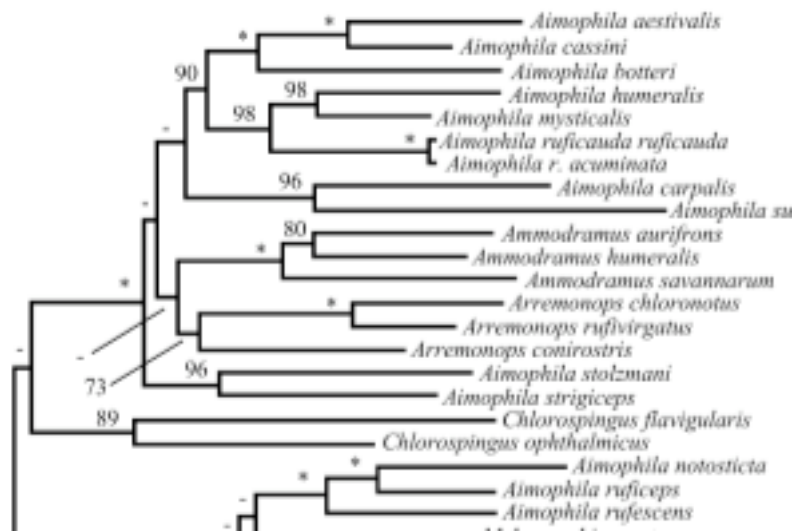 * Aimophila aestivalis
* Aimophila cassini
Aimophila botteri
90
98 Aimophila humeralis
98 Aimophila mysticalis
-
* Aimophila ruficauda ruficauda
Aimophila r. acuminata
96 Aimophila carpalis
- Aimophila su
80 Ammodramus aurifrons
* Ammodramus humeralis
* Ammodramus savannarum
* Arremonops chloronotus
Arremonops rufivirgatus
- Arremonops conirostris
-
96 Aimophila stolzmani
73 Aimophila strigiceps
89 Chlorospingus flavigularis
Chlorospingus ophthalmicus
* Aimophila notosticta
* Aimophila ruficeps
- Aimophila rufescens
-